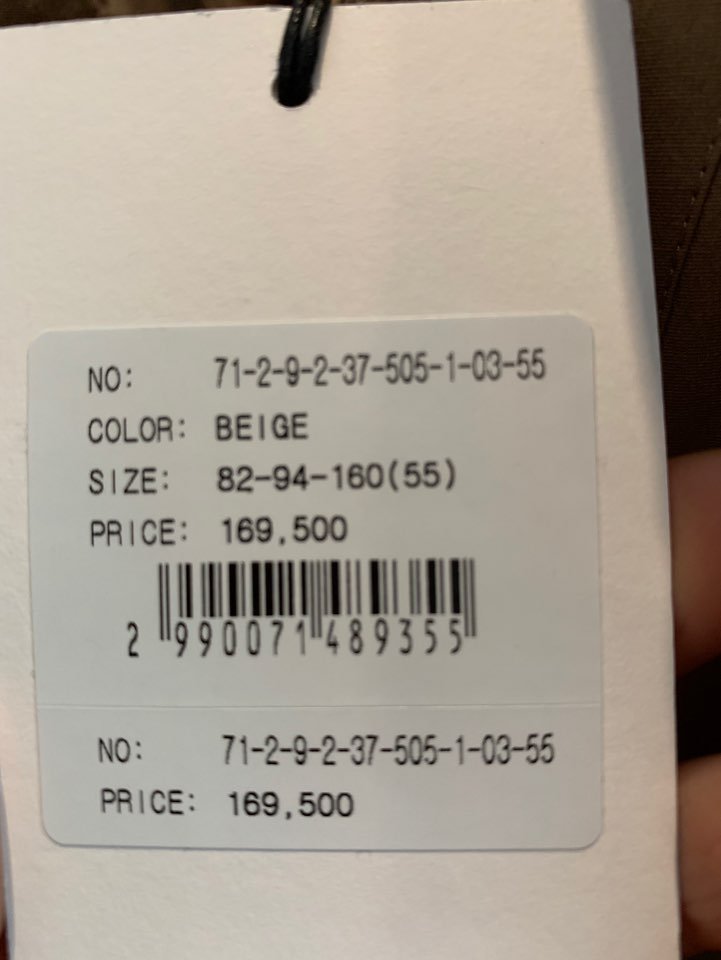 NO: 71-2-9-2-37-505-1-03-55
COLOR: BEIGE
SIZE: 82-94-160(55)
PRICE: 169,500
2 990071 489355
NO: 71-2-9-2-37-505-1-03-55
PRICE: 169,500